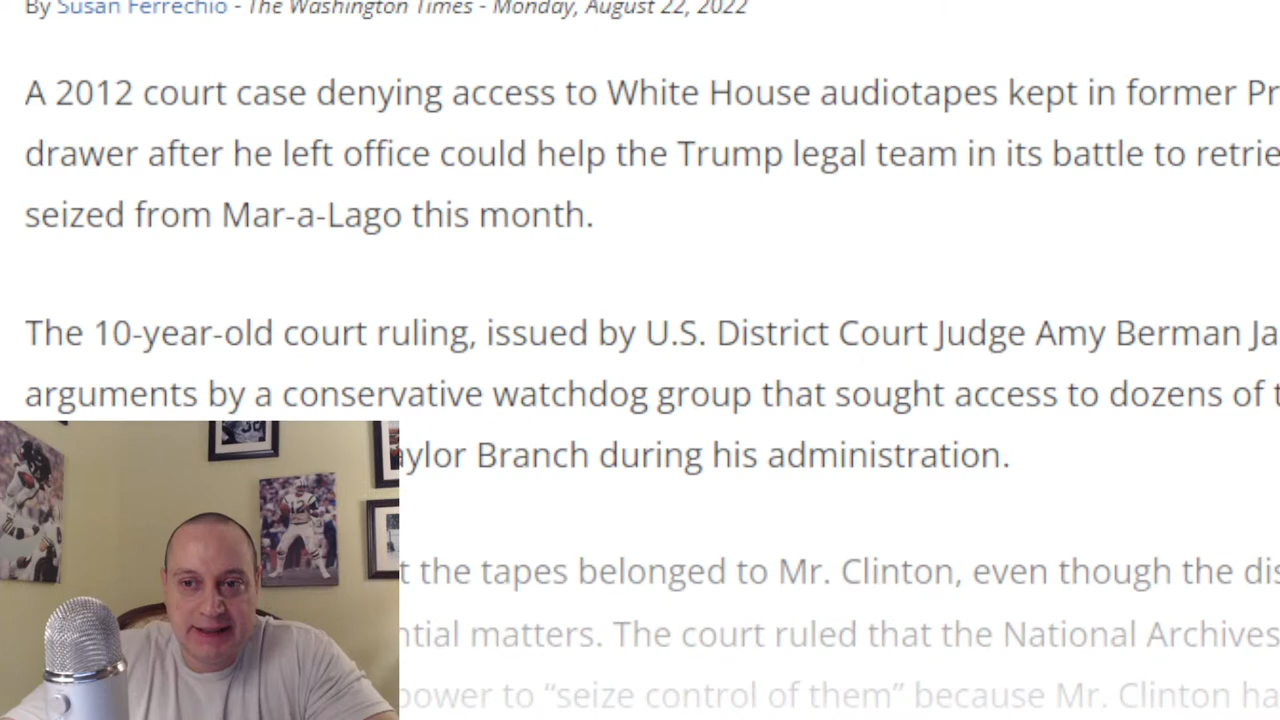 By Susan Ferrechio - The Washington Times - Monday, August 22, 2022
A 2012 court case denying access to White House audiotapes kept in former Pr
drawer after he left office could help the Trump legal team in its battle to retrie
seized from Mar-a-Lago this month.
The 10-year-old court ruling, issued by U.S. District Court Judge Amy Berman Ja
arguments by a conservative watchdog group that sought access to dozens of t
aylor Branch during his administration.
t the tapes belonged to Mr. Clinton, even though the dis
ntial matters. The court ruled that the National Archives
power to “seize control of them” because Mr. Clinton ha
12